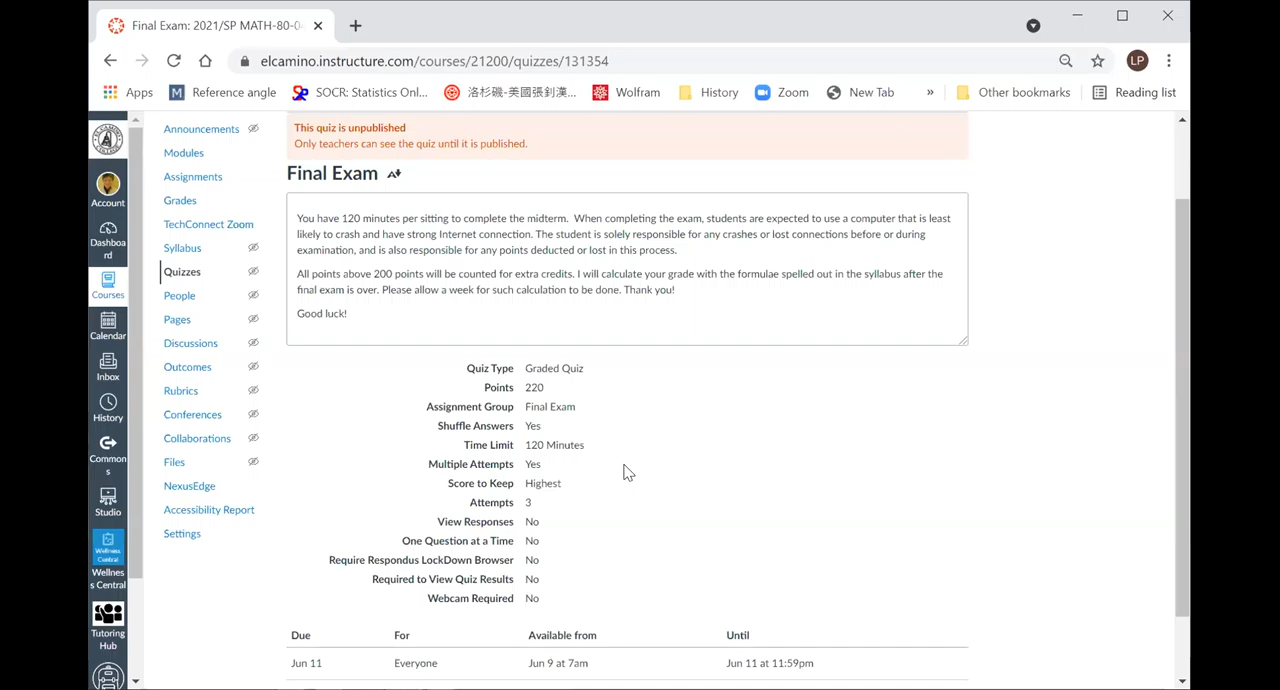 Final Exam: 2021/SP MATH-80-0
elcamino.instructure.com/courses/21200/quizzes/131354
LP
Apps
Reference angle
SOCR: Statistics Onl...
洛杉磯-美國張釗漢...
Wolfram
History
Zoom
New Tab
»
Other bookmarks
Reading list
Account
Dashboa
rd
Courses
Calendar
Inbox
History
Common
s
Studio
Wellness
Central
Wellnes
s Central
Tutoring
Hub
Announcements
Modules
Assignments
Grades
TechConnect Zoom
Syllabus
Quizzes
People
Pages
Discussions
Outcomes
Rubrics
Conferences
Collaborations
Files
NexusEdge
Accessibility Report
Settings
This quiz is unpublished
Only teachers can see the quiz until it is published.
Final Exam
You have 120 minutes per sitting to complete the midterm. When completing the exam, students are expected to use a computer that is least
likely to crash and have strong Internet connection. The student is solely responsible for any crashes or lost connections before or during
examination, and is also responsible for any points deducted or lost in this process.
All points above 200 points will be counted for extra credits. I will calculate your grade with the formulae spelled out in the syllabus after the
final exam is over. Please allow a week for such calculation to be done. Thank you!
Good luck!
Quiz Type Graded Quiz
Points 220
Assignment Group Final Exam
Shuffle Answers Yes
Time Limit 120 Minutes
Multiple Attempts Yes
Score to Keep Highest
Attempts 3
View Responses No
One Question at a Time No
Require Respondus LockDown Browser No
Required to View Quiz Results No
Webcam Required No
Due For Available from Until
Jun 11 Everyone Jun 9 at 7am Jun 11 at 11:59pm